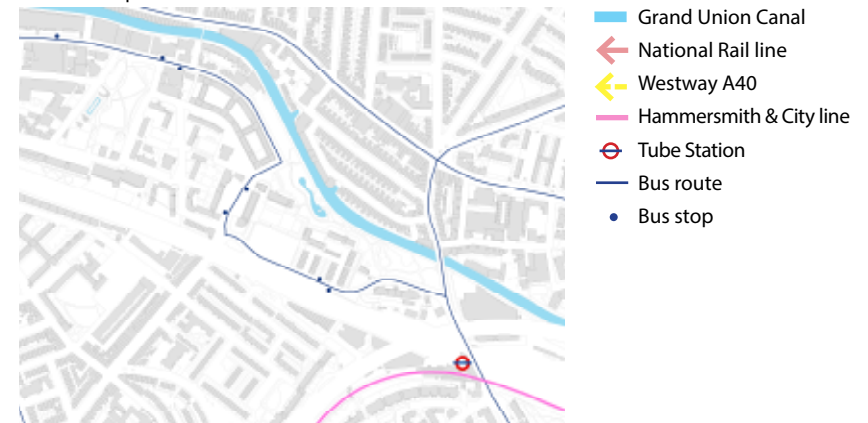 Grand Union Canal
National Rail line
Westway A40
Hammersmith & City line
Tube Station
Bus route
Bus stop